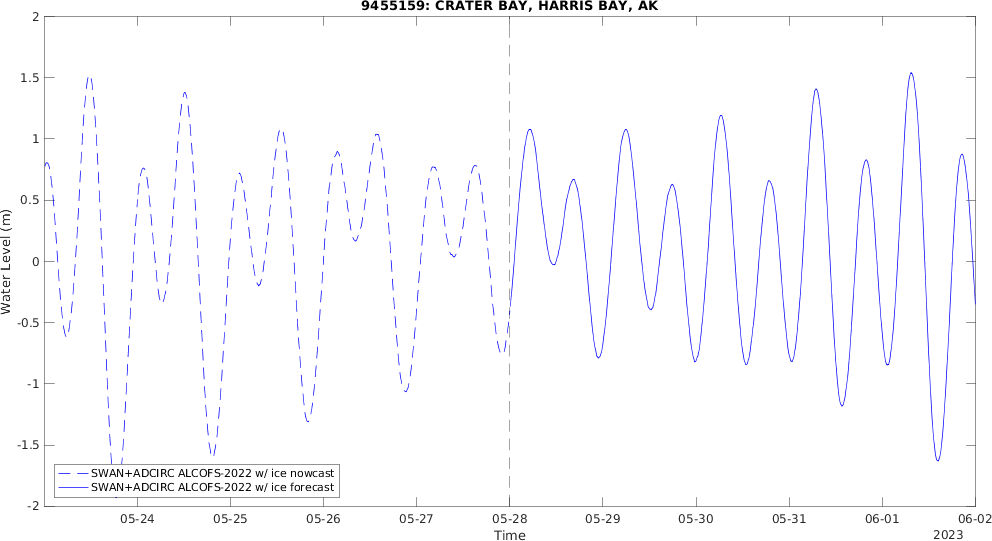 9455159: CRATER BAY, HARRIS BAY, AK
2
1.5
1
0.5
0
-0.5
-1
-1.5
-2
Water Level (m)
SWAN+ADCIRC ALCOFS-2022 w/ ice nowcast
SWAN+ADCIRC ALCOFS-2022 w/ ice forecast
05-24 05-25 05-26 05-27 05-28 05-29 05-30 05-31 06-01 06-02
Time
2023